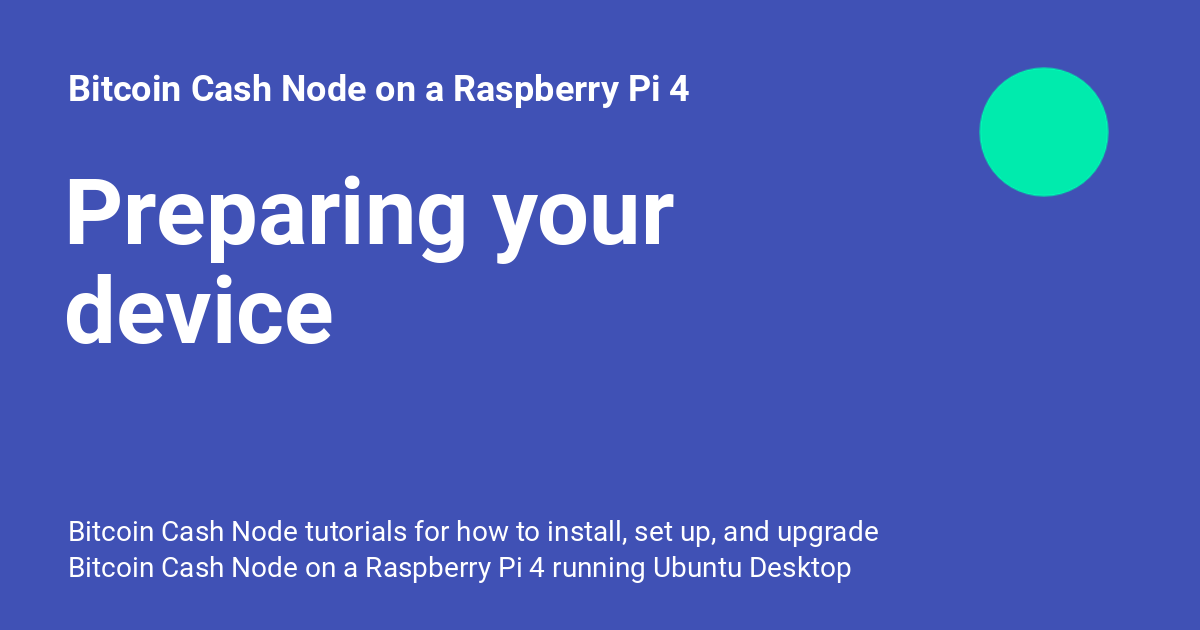 Bitcoin Cash Node on a Raspberry Pi 4
Preparing your
device
Bitcoin Cash Node tutorials for how to install, set up, and upgrade
Bitcoin Cash Node on a Raspberry Pi 4 running Ubuntu Desktop